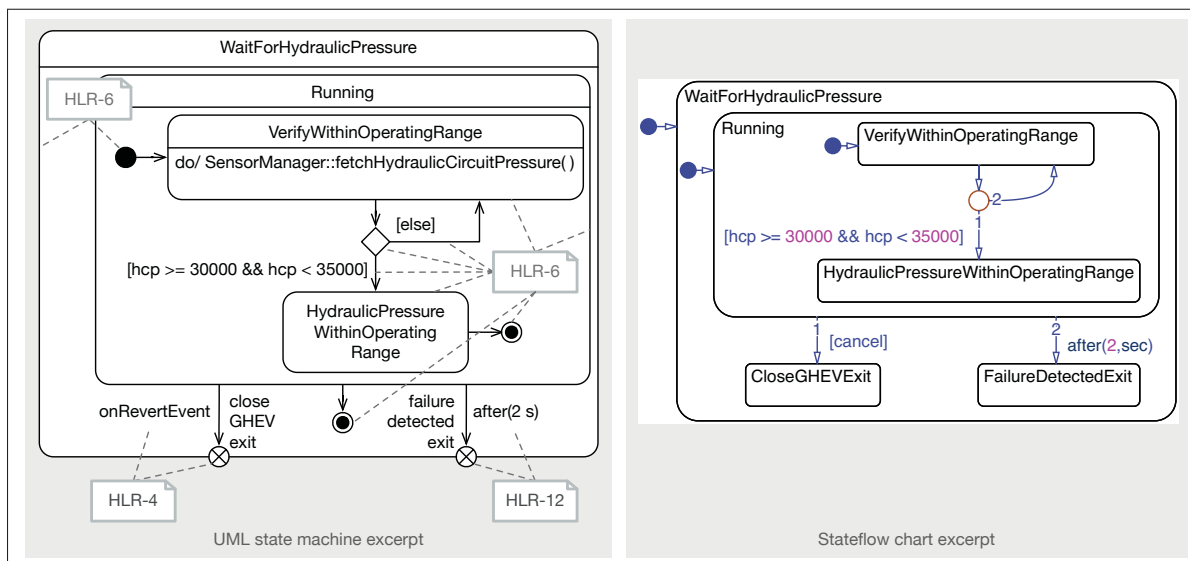 WaitForHydraulicPressure
HLR-6
Running
VerifyWithinOperatingRange
do/ SensorManager::fetchHydraulicCircuitPressure( )
[else]
[hcp >= 30000 && hcp < 35000]
HLR-6
HydraulicPressure
WithinOperating
Range
onRevertEvent
close
GHEV
exit
failure
detected
exit
after(2 s)
HLR-4
HLR-12
UML state machine excerpt
WaitForHydraulicPressure
Running
VerifyWithinOperatingRange
2
1
[hcp >= 30000 && hcp < 35000]
HydraulicPressureWithinOperatingRange
1
[cancel]
2
after(2,sec)
CloseGHEVExit
FailureDetectedExit
Stateflow chart excerpt